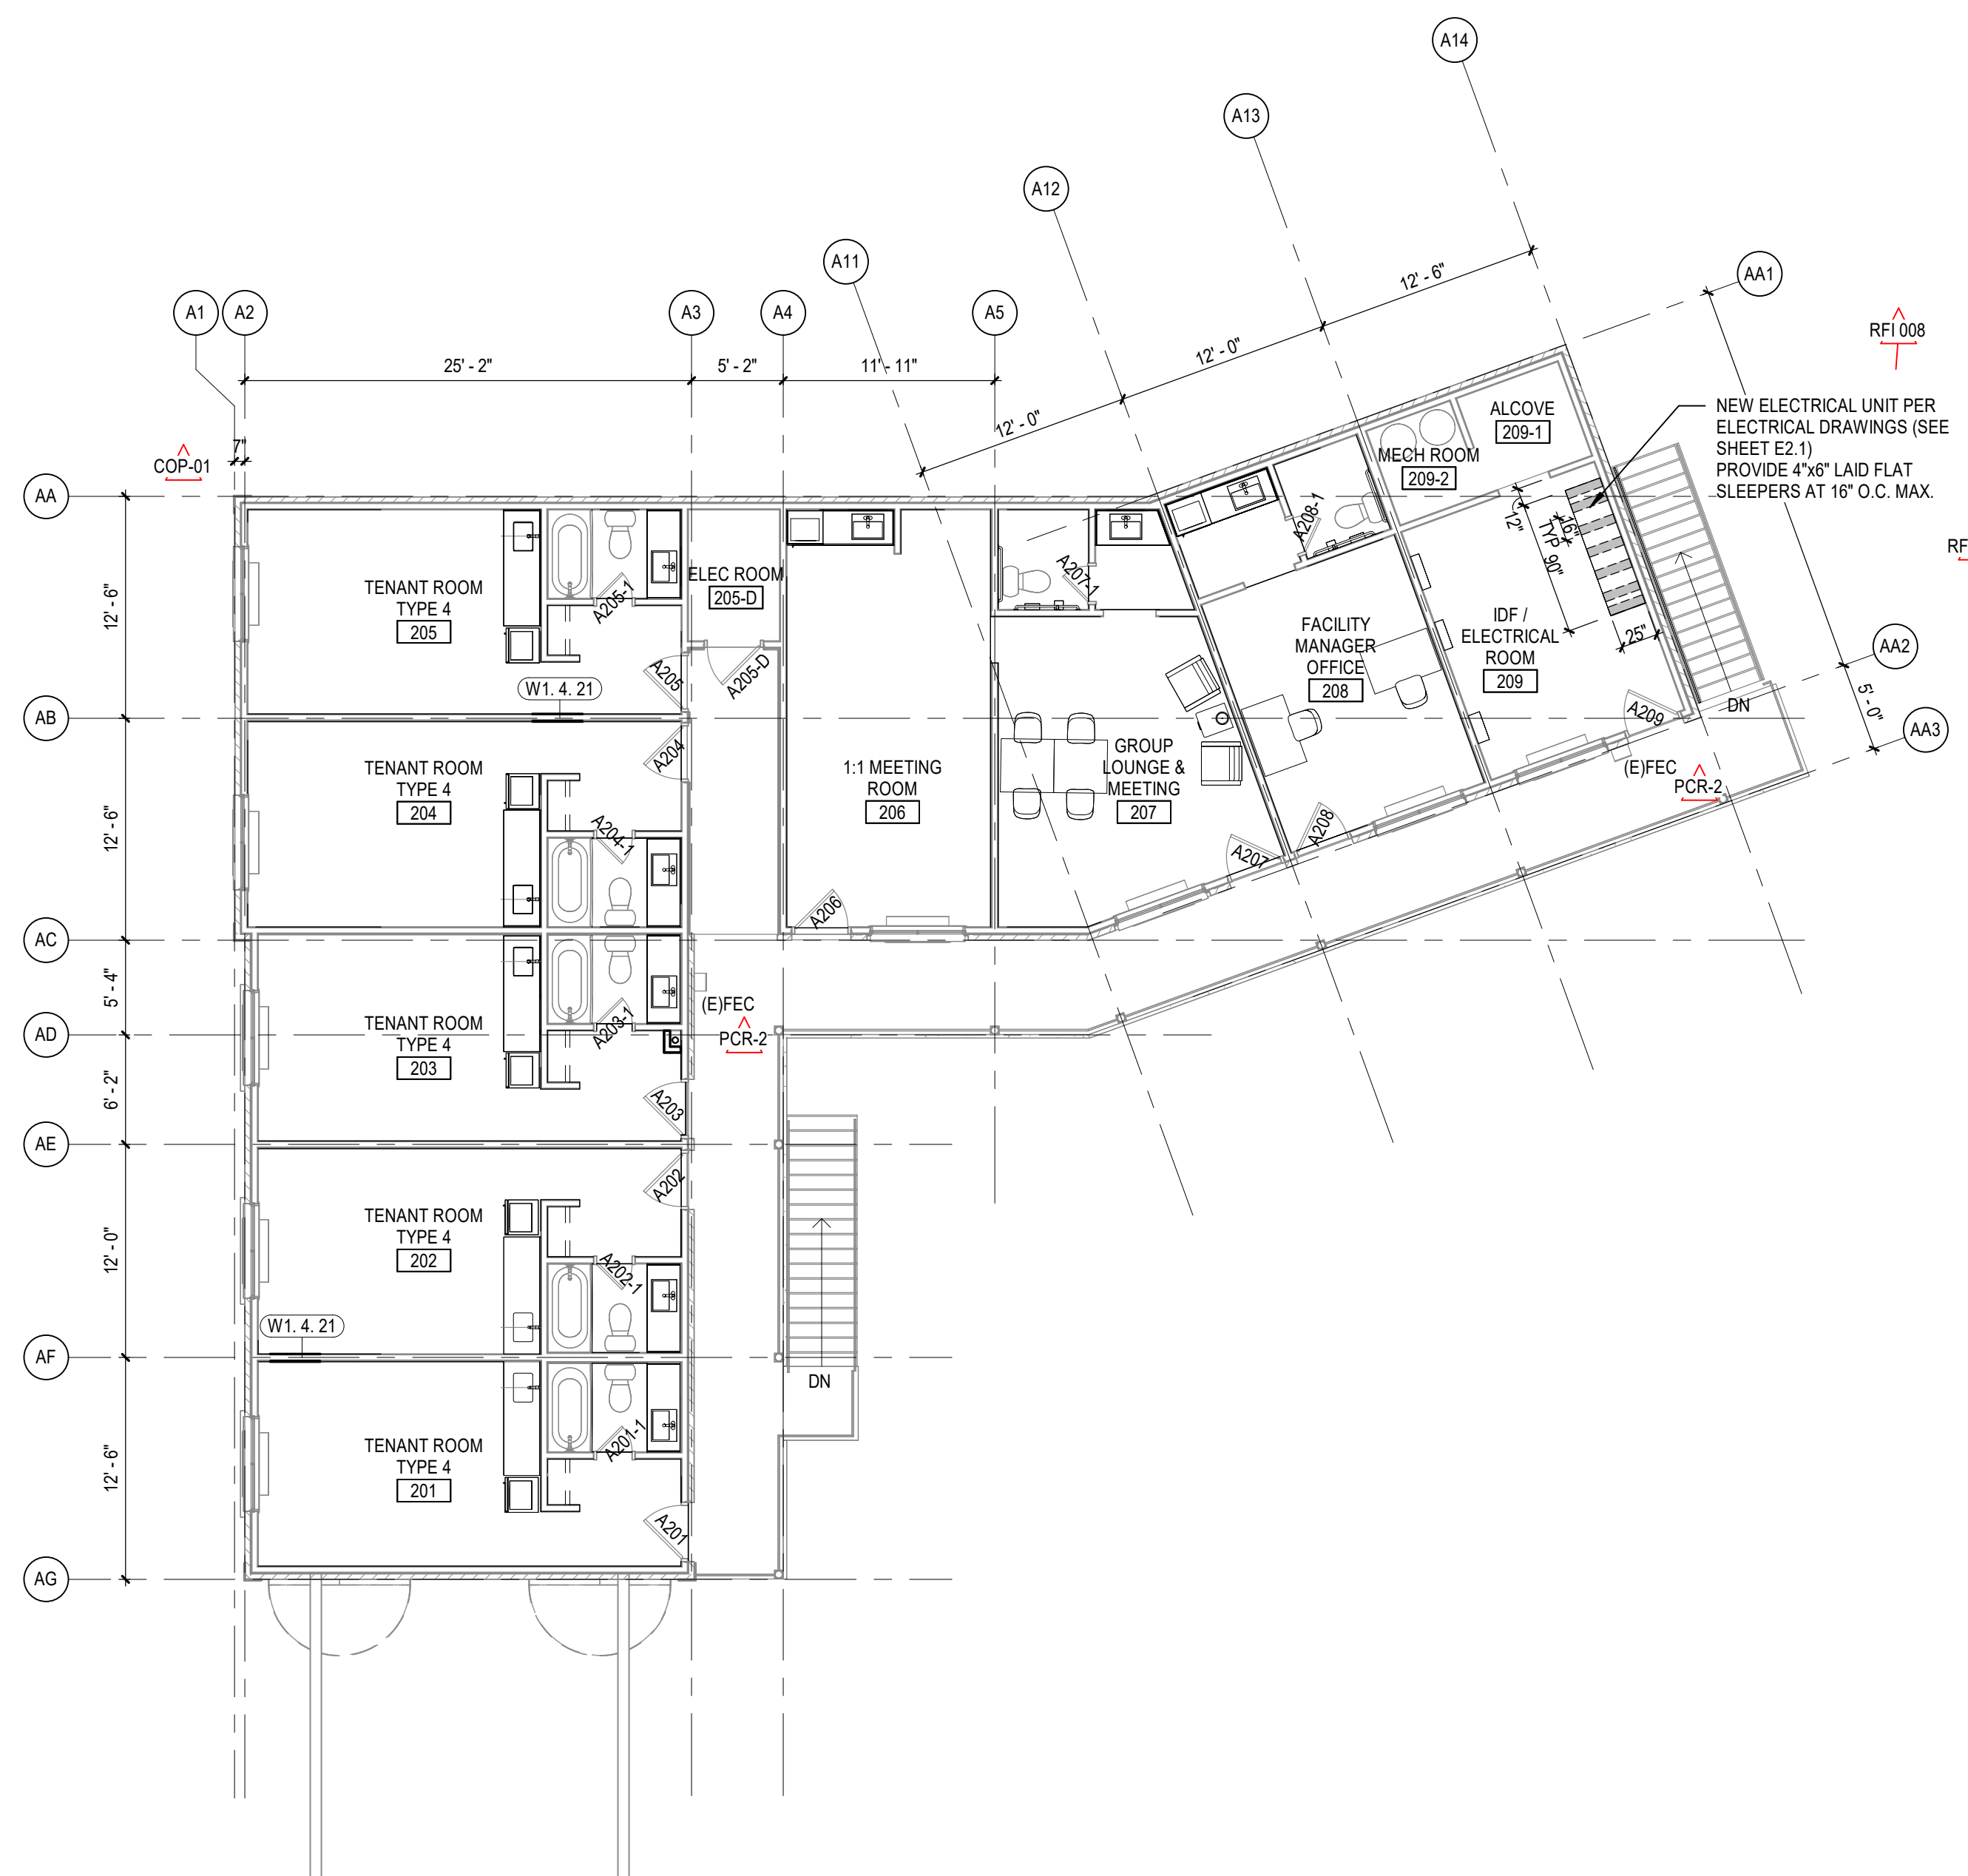 A14
A13
A12
A11
AA1
A1
A2
A3
A4
A5
12' - 6"
12' - 0"
12' - 0"
25' - 2"
5' - 2"
11' - 11"
7"
COP-01
RFI 008
NEW ELECTRICAL UNIT PER
ELECTRICAL DRAWINGS (SEE
SHEET E2.1)
PROVIDE 4"x6" LAID FLAT
SLEEPERS AT 16" O.C. MAX.
RF
ALCOVE
209-1
MECH ROOM
209-2
AA
A208-1
12"
16"
TYP
90"
25"
12' - 6"
TENANT ROOM
TYPE 4
205
A205-1
ELEC ROOM
205-D
A207-1
A205
A205-D
W1. 4. 21
FACILITY
MANAGER
OFFICE
208
IDF /
ELECTRICAL
ROOM
209
A209
DN
AA2
5' - 0"
AA3
AB
12' - 6"
TENANT ROOM
TYPE 4
204
A204
A204-1
1:1 MEETING
ROOM
206
GROUP
LOUNGE &
MEETING
207
(E)FEC
PCR-2
A206
A207
A208
AC
5' - 4"
(E)FEC
PCR-2
AD
TENANT ROOM
TYPE 4
203
A203-1
6' - 2"
A203
AE
A202
12' - 0"
TENANT ROOM
TYPE 4
202
A202-1
W1. 4. 21
AF
DN
12' - 6"
TENANT ROOM
TYPE 4
201
A201-1
A201
AG